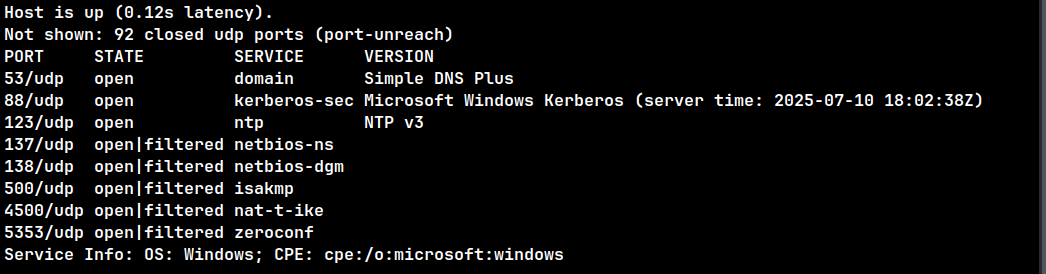 Host is up (0.12s latency).
Not shown: 92 closed udp ports (port-unreach)
PORT     STATE         SERVICE      VERSION
53/udp   open          domain       Simple DNS Plus
88/udp   open          kerberos-sec Microsoft Windows Kerberos (server time: 2025-07-10 18:02:38Z)
123/udp  open          ntp          NTP v3
137/udp  open|filtered netbios-ns
138/udp  open|filtered netbios-dgm
500/udp  open|filtered isakmp
4500/udp open|filtered nat-t-ike
5353/udp open|filtered zeroconf
Service Info: OS: Windows; CPE: cpe:/o:microsoft:windows